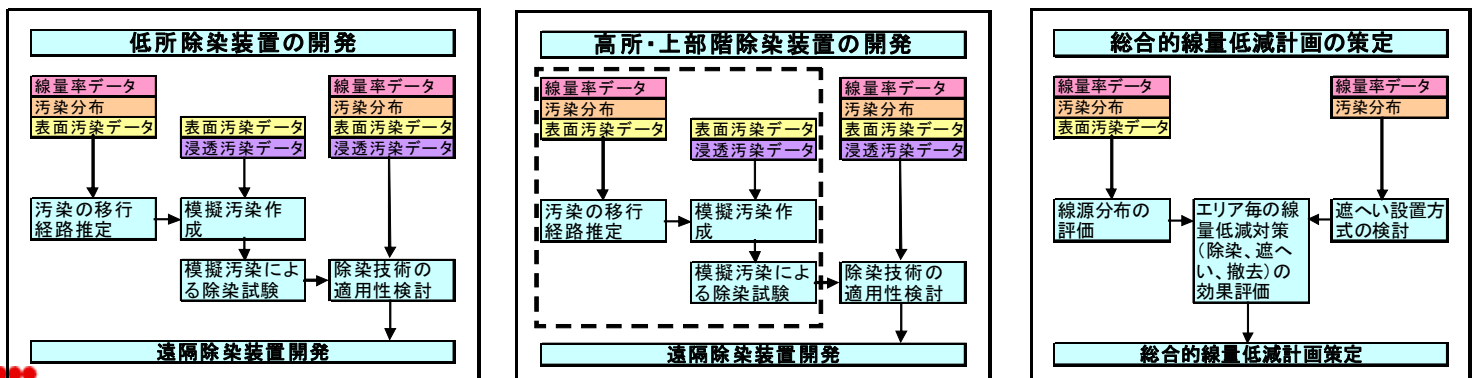 低所除染装置の開発
線量率データ
汚染分布
表面汚染データ
表面汚染データ
浸透汚染データ
線量率データ
汚染分布
表面汚染データ
浸透汚染データ
汚染の移行
経路推定
模擬汚染作
成
模擬汚染によ
る除染試験
除染技術の
適用性検討
遠隔除染装置開発
高所・上部階除染装置の開発
線量率データ
汚染分布
表面汚染データ
表面汚染データ
浸透汚染データ
線量率データ
汚染分布
表面汚染データ
浸透汚染データ
汚染の移行
経路推定
模擬汚染作
成
模擬汚染によ
る除染試験
除染技術の
適用性検討
遠隔除染装置開発
総合的線量低減計画の策定
線量率データ
汚染分布
表面汚染データ
線量率データ
汚染分布
線源分布の
評価
エリア毎の線
量低減対策
(除染、遮へ
い、撤去)の
効果評価
遮へい設置方
式の検討
総合的線量低減計画策定